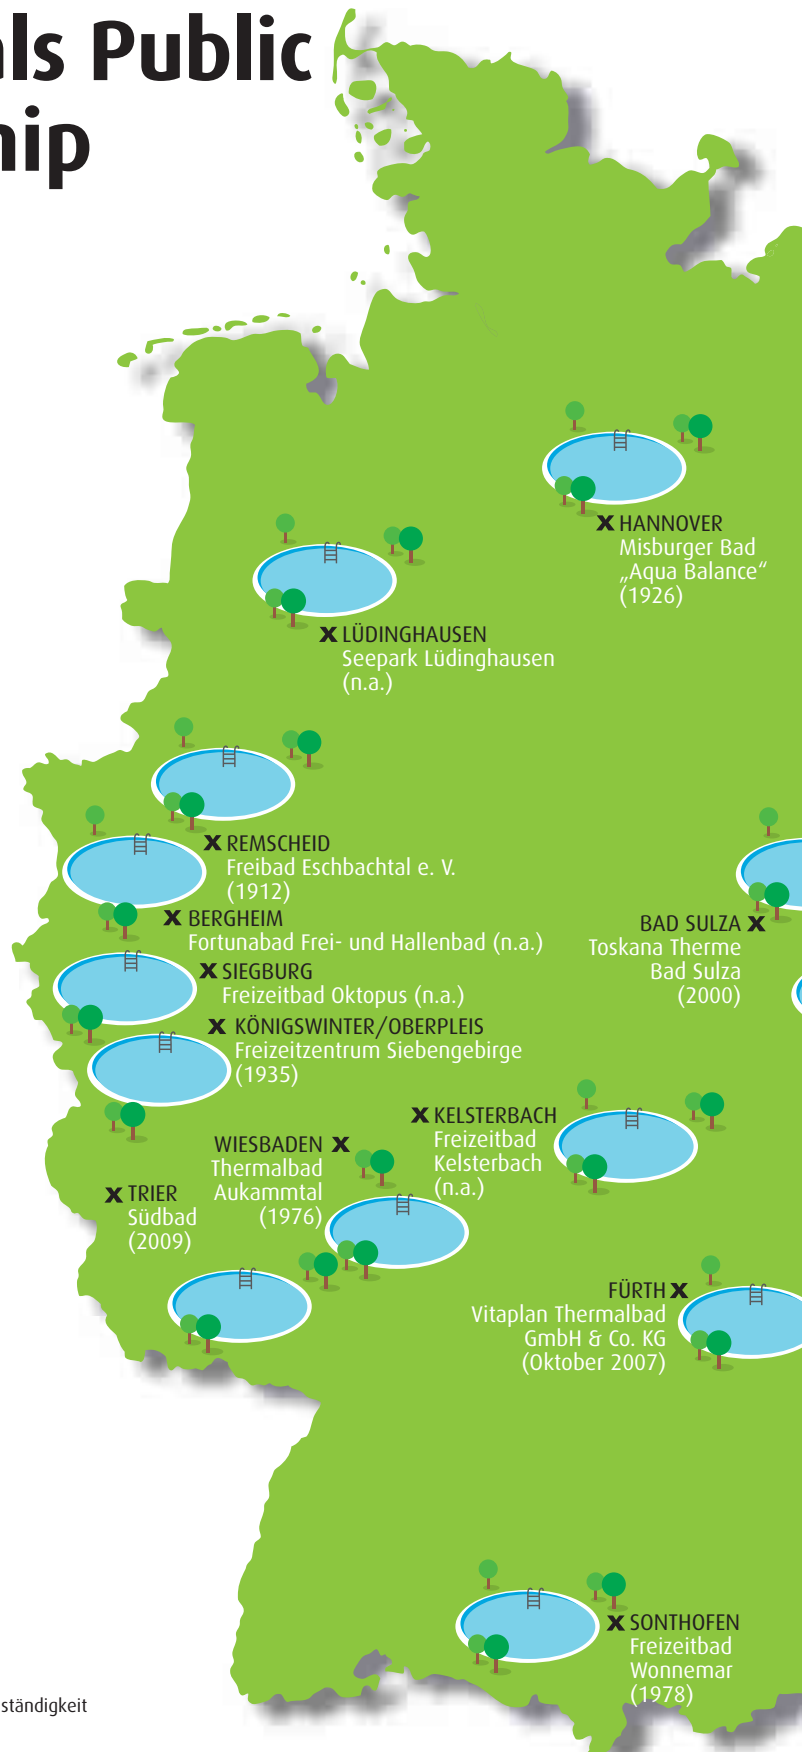 als Public
hip
HANNOVER
Misburger Bad
„Aqua Balance“
(1926)
LÜDINGHAUSEN
Seepark Lüdinghausen
(n.a.)
REMSCHEID
Freibad Eschbachtal e. V.
(1912)
BERGHEIM
Fortunabad Frei- und Hallenbad (n.a.)
BAD SULZA
Toskana Therme
Bad Sulza
(2000)
SIEGBURG
Freizeitbad Oktopus (n.a.)
KÖNIGSWINTER/OBERPLEIS
Freizeitzentrum Siebengebirge
(1935)
KELSTERBACH
Freizeitbad
Kelsterbach
(n.a.)
WIESBADEN
Thermalbad
Aukammtal
(1976)
TRIER
Südbad
(2009)
FÜRTH
Vitaplan Thermalbad
GmbH & Co. KG
(Oktober 2007)
SONTHOFEN
Freizeitbad
Wonnemar
(1978)
ständigkeit